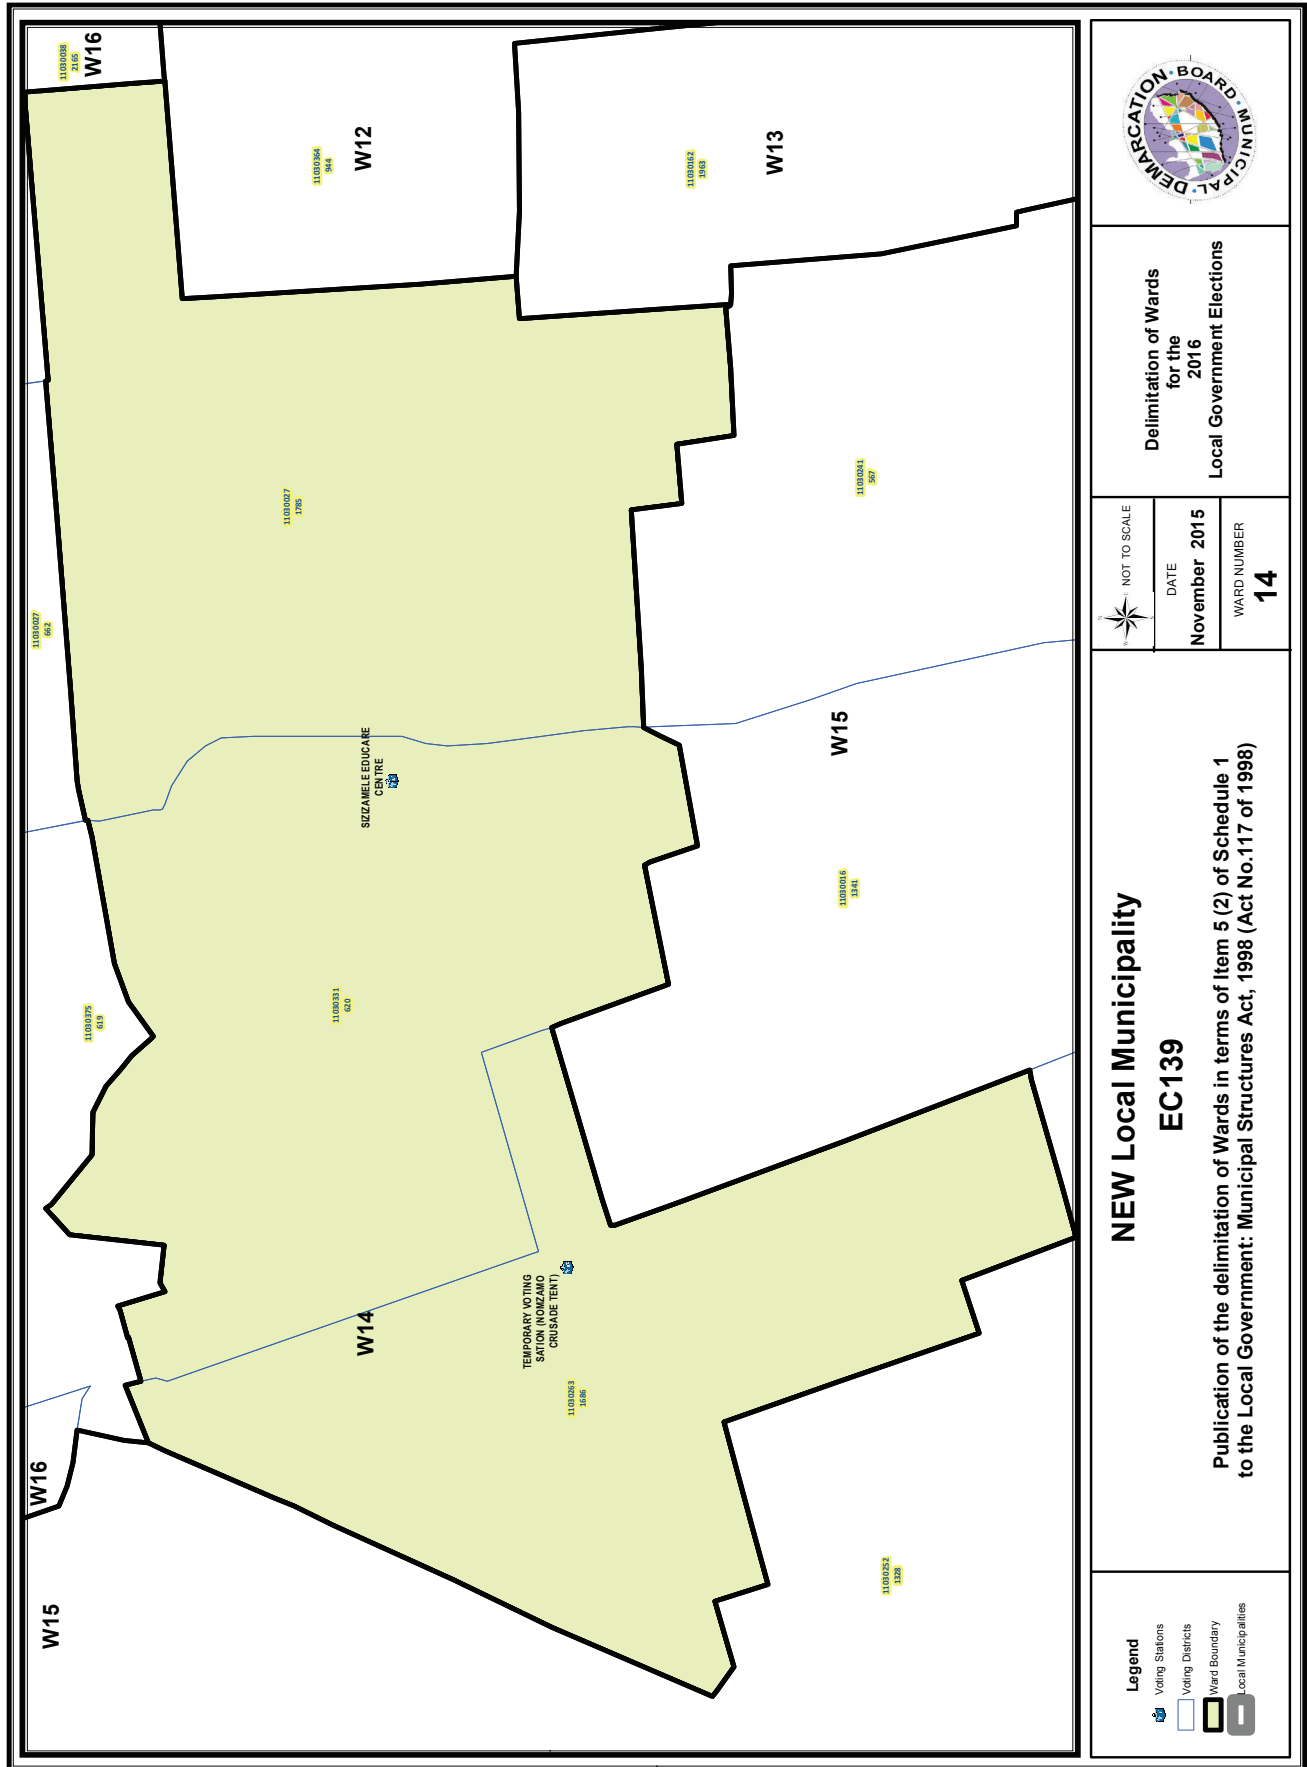 W15
W16
11030375
619
11030027
662
11030038
2165
W16
W14
11030331
620
SIZIZAMELE EDUCARE
CENTRE
11030027
1785
11030364
944
W12
TEMPORARY VOTING
SATION (NOMZAMO
CRUSADE TENT)
11030263
1686
11030162
1963
W13
11030252
1328
11030016
1341
W15
11030241
567
Legend
Voting Stations
Voting Districts
Ward Boundary
Local Municipalities
NEW Local Municipality
EC139
Publication of the delimitation of Wards in terms of Item 5 (2) of Schedule 1
to the Local Government: Municipal Structures Act, 1998 (Act No.117 of 1998)
NOT TO SCALE
DATE
November 2015
WARD NUMBER
14
Delimitation of Wards
for the
2016
Local Government Elections
MUNICIPAL • DEMARCATION • BOARD •